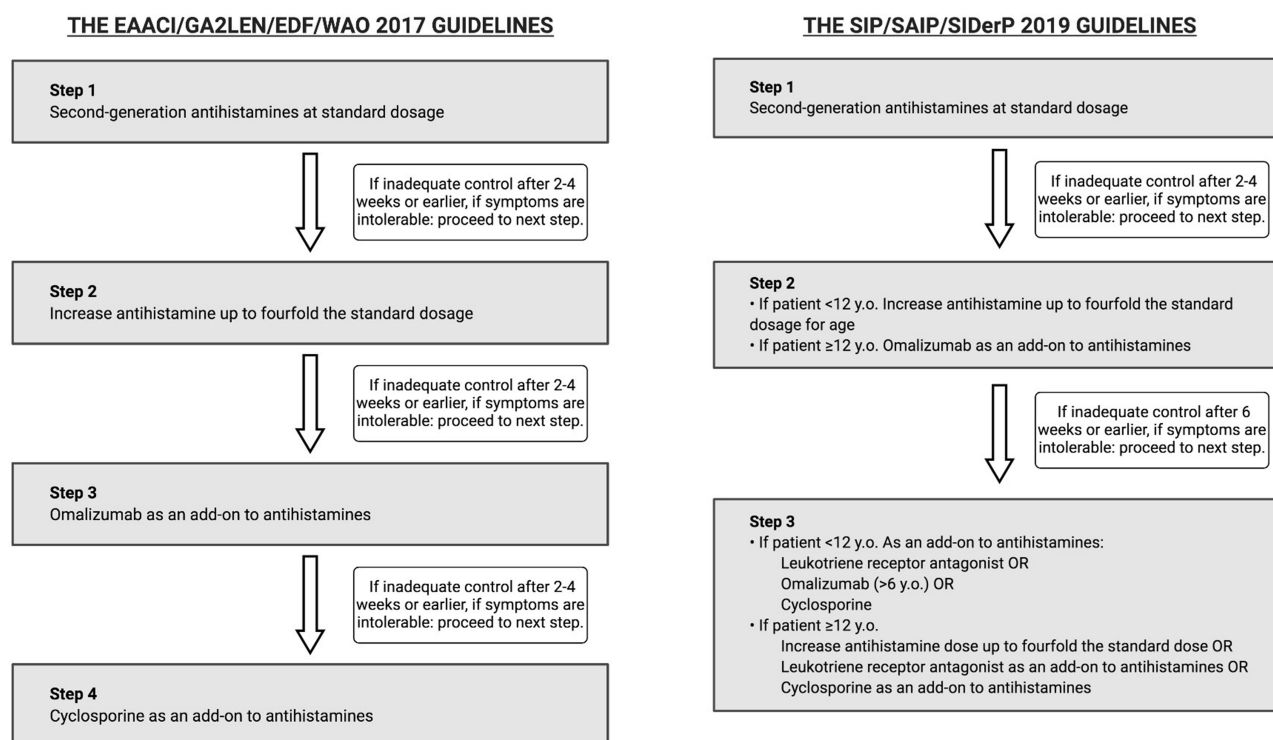 THE EAACI/GA2LEN/EDF/WAO 2017 GUIDELINES
Step 1
Second-generation antihistamines at standard dosage
If inadequate control after 2-4
weeks or earlier, if symptoms are
intolerable: proceed to next step.
Step 2
Increase antihistamine up to fourfold the standard dosage
If inadequate control after 2-4
weeks or earlier, if symptoms are
intolerable: proceed to next step.
Step 3
Omalizumab as an add-on to antihistamines
If inadequate control after 2-4
weeks or earlier, if symptoms are
intolerable: proceed to next step.
Step 4
Cyclosporine as an add-on to antihistamines
THE SIP/SAIP/SIDerP 2019 GUIDELINES
Step 1
Second-generation antihistamines at standard dosage
If inadequate control after 2-4
weeks or earlier, if symptoms are
intolerable: proceed to next step.
Step 2
• If patient <12 y.o. Increase antihistamine up to fourfold the standard
dosage for age
• If patient ≥12 y.o. Omalizumab as an add-on to antihistamines
If inadequate control after 6
weeks or earlier, if symptoms are
intolerable: proceed to next step.
Step 3
• If patient <12 y.o. As an add-on to antihistamines:
Leukotriene receptor antagonist OR
Omalizumab (>6 y.o.) OR
Cyclosporine
• If patient ≥12 y.o.
Increase antihistamine dose up to fourfold the standard dose OR
Leukotriene receptor antagonist as an add-on to antihistamines OR
Cyclosporine as an add-on to antihistamines